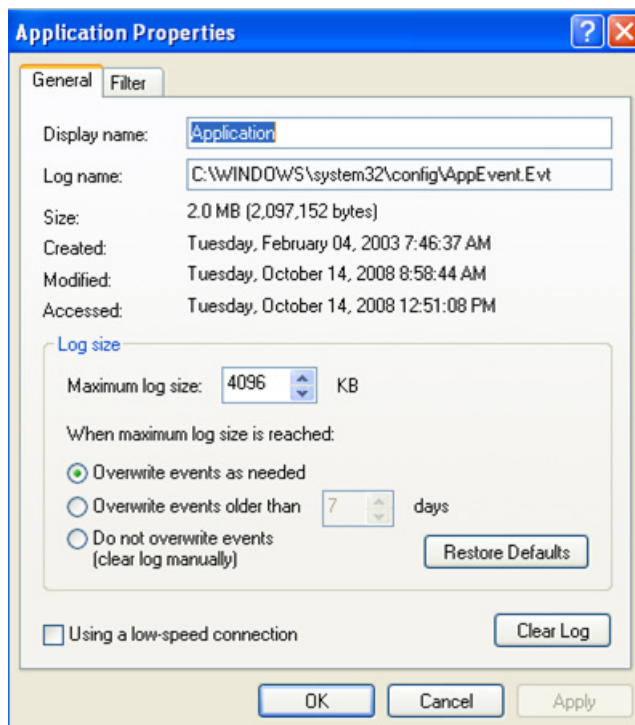 Application Properties
General Filter
Display name: Application
Log name: C:\WINDOWS\system32\config\AppEvent.Evt
Size: 2.0 MB (2,097,152 bytes)
Created: Tuesday, February 04, 2003 7:46:37 AM
Modified: Tuesday, October 14, 2008 8:58:44 AM
Accessed: Tuesday, October 14, 2008 12:51:08 PM
Log size
Maximum log size: 4096 KB
When maximum log size is reached:
Overwrite events as needed
Overwrite events older than 7 days
Do not overwrite events
(clear log manually)
Restore Defaults
Using a low-speed connection
Clear Log
OK Cancel Apply